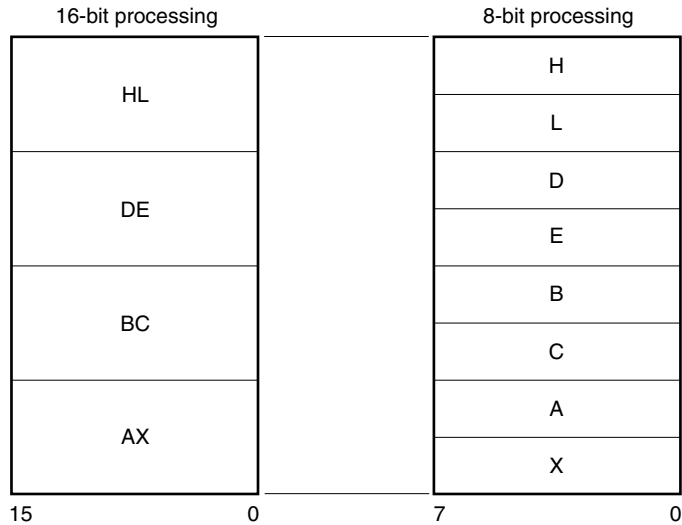 16-bit processing
8-bit processing
HL
DE
BC
AX
15 0
H
L
D
E
B
C
A
X
7 0